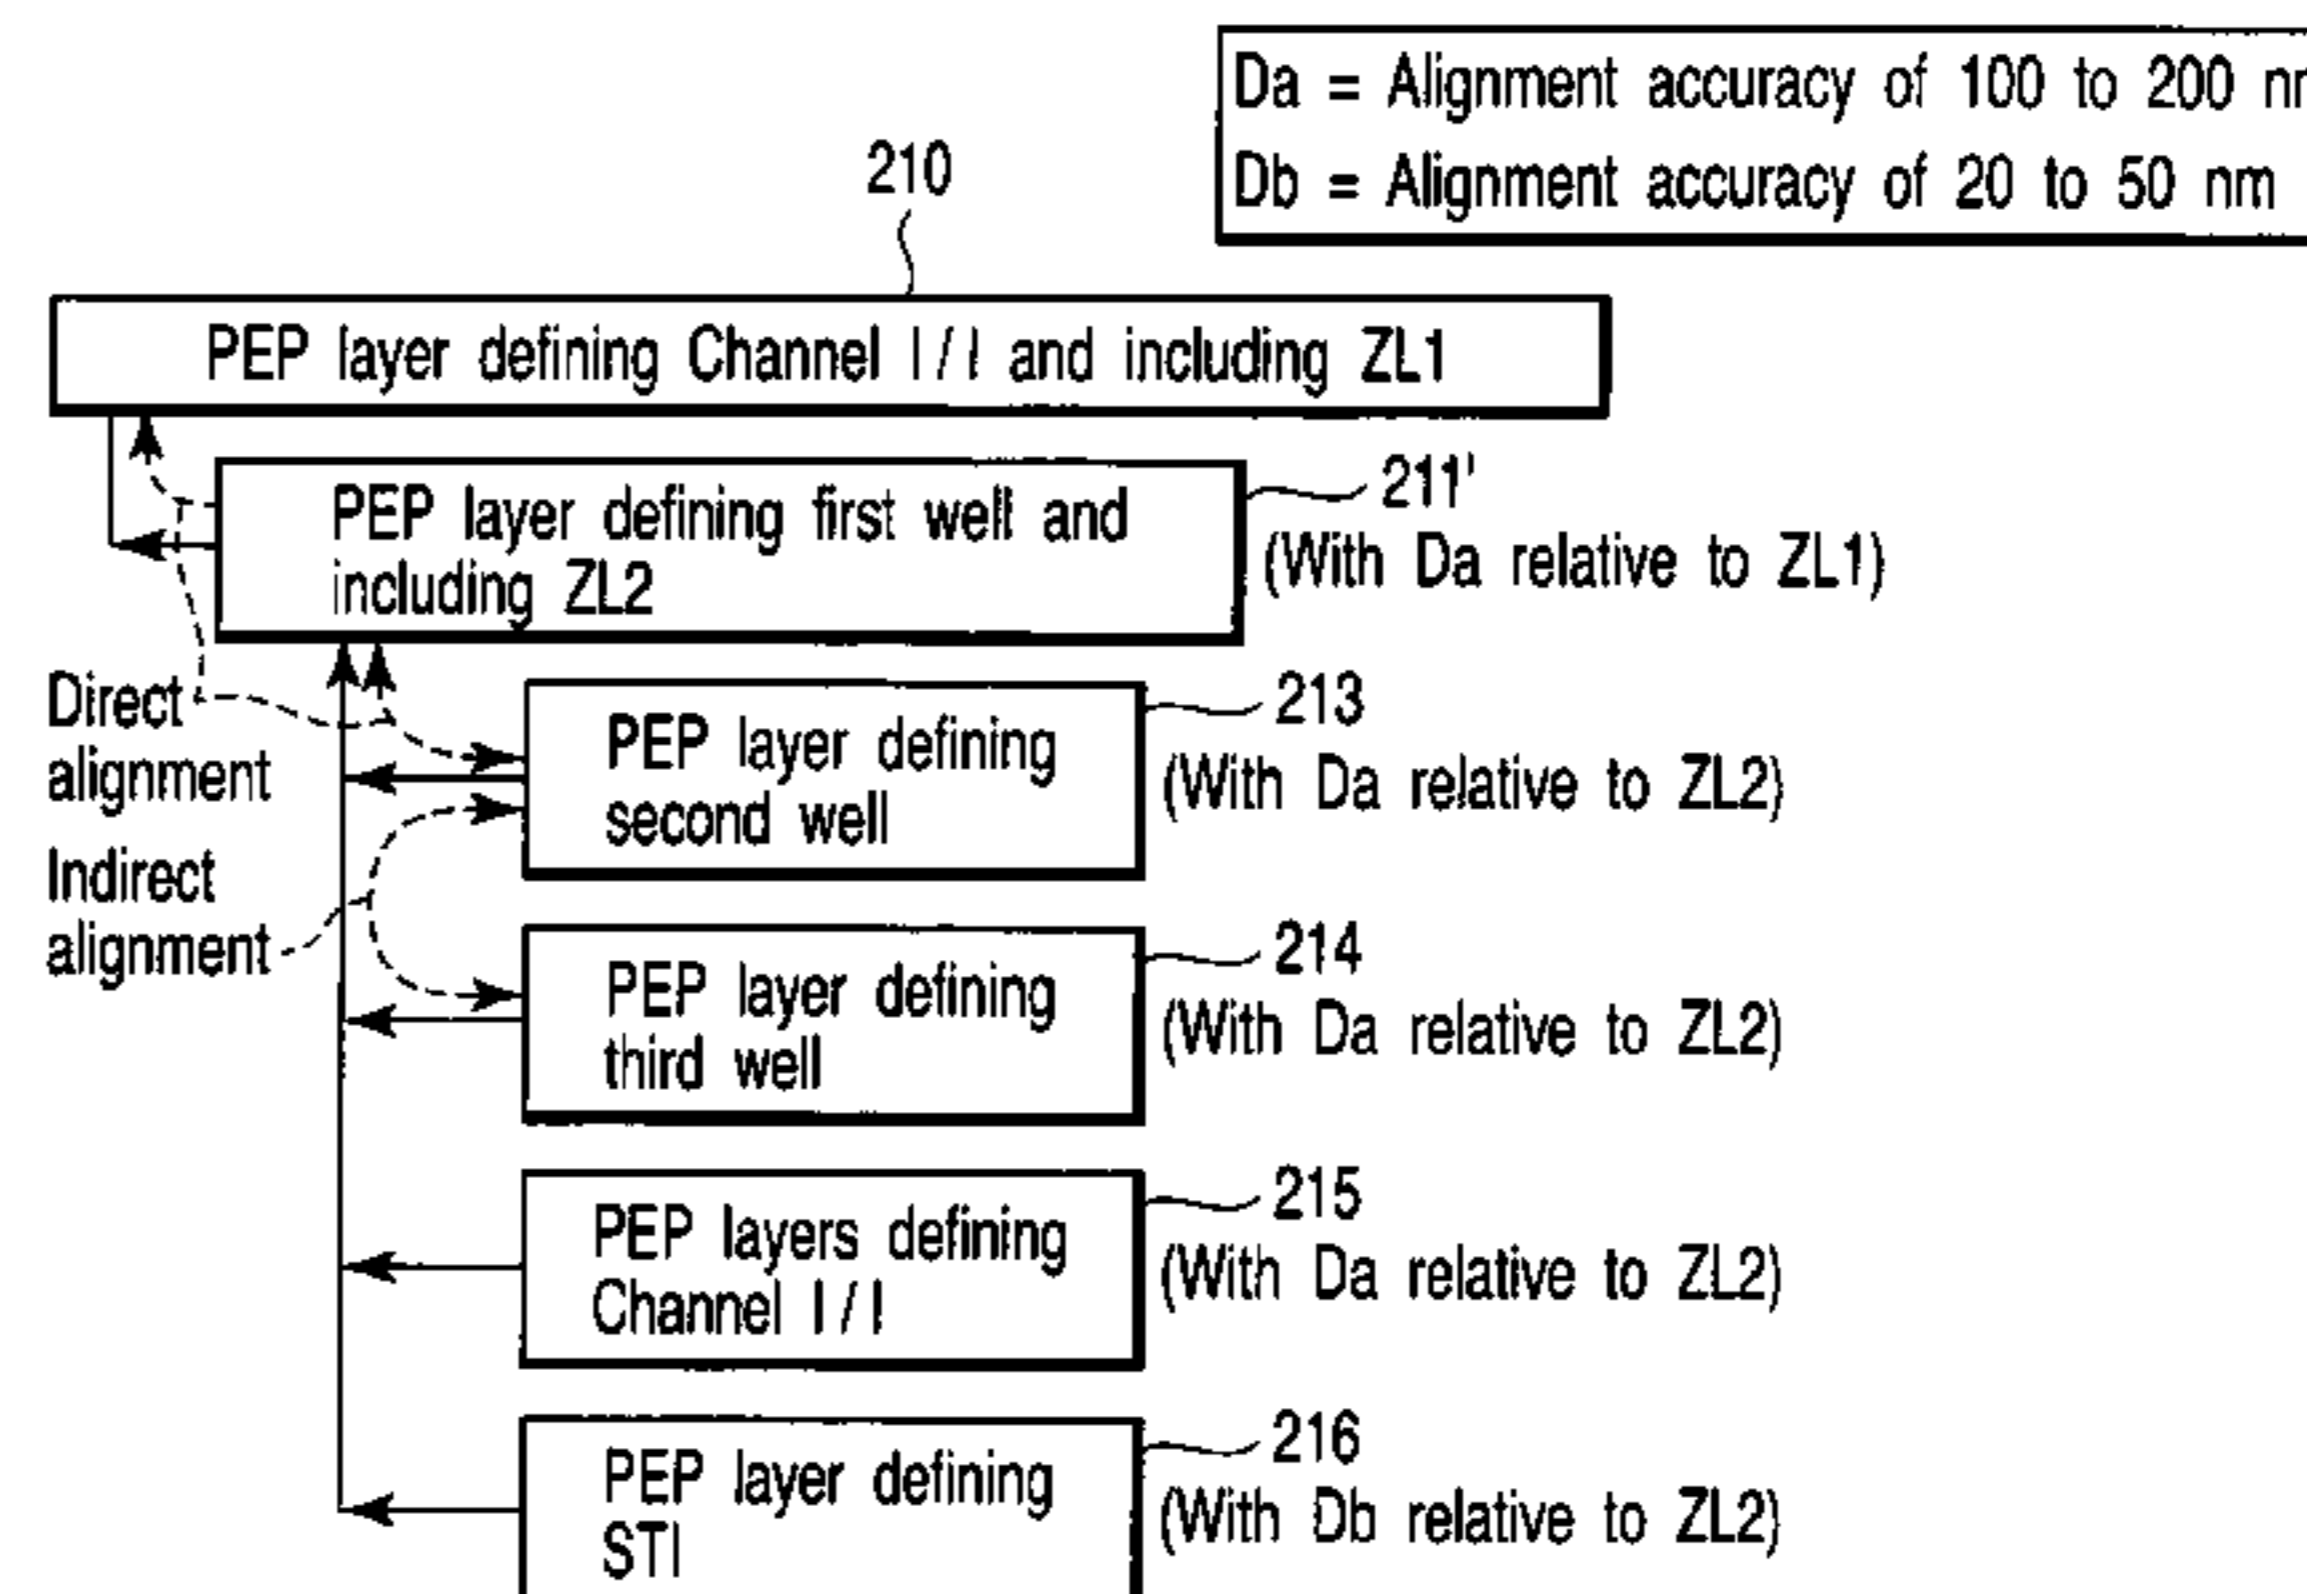 Da = Alignment accuracy of 100 to 200
Db = Alignment accuracy of 20 to 50 nm
210
PEP layer defining Channel I/I and including ZL1
211'
PEP layer defining first well and
including ZL2
(With Da relative to ZL1)
Direct
alignment
213
PEP layer defining
second well
(With Da relative to ZL2)
Indirect
alignment
214
PEP layer defining
third well
(With Da relative to ZL2)
215
PEP layers defining
Channel I/I
(With Da relative to ZL2)
216
PEP layer defining
STI
(With Db relative to ZL2)